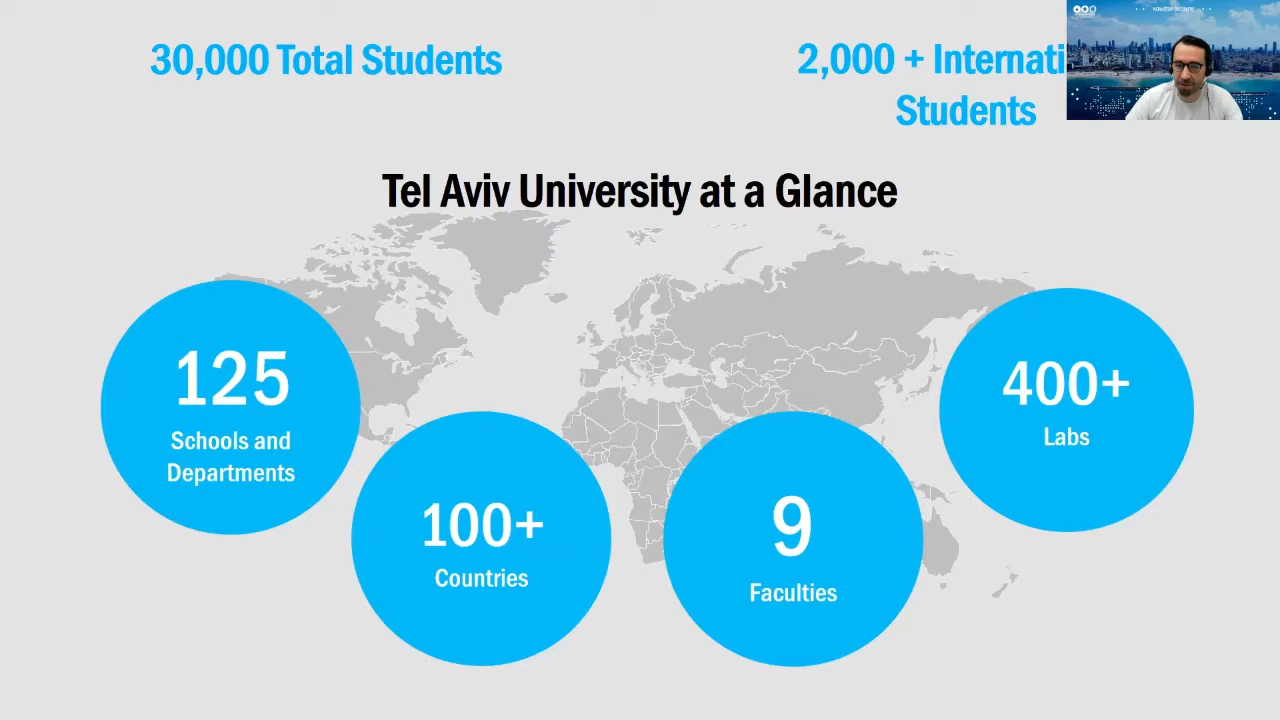 30,000 Total Students
2,000 + Internati
Students
Tel Aviv University at a Glance
125
Schools and
Departments
100+
Countries
9
Faculties
400+
Labs